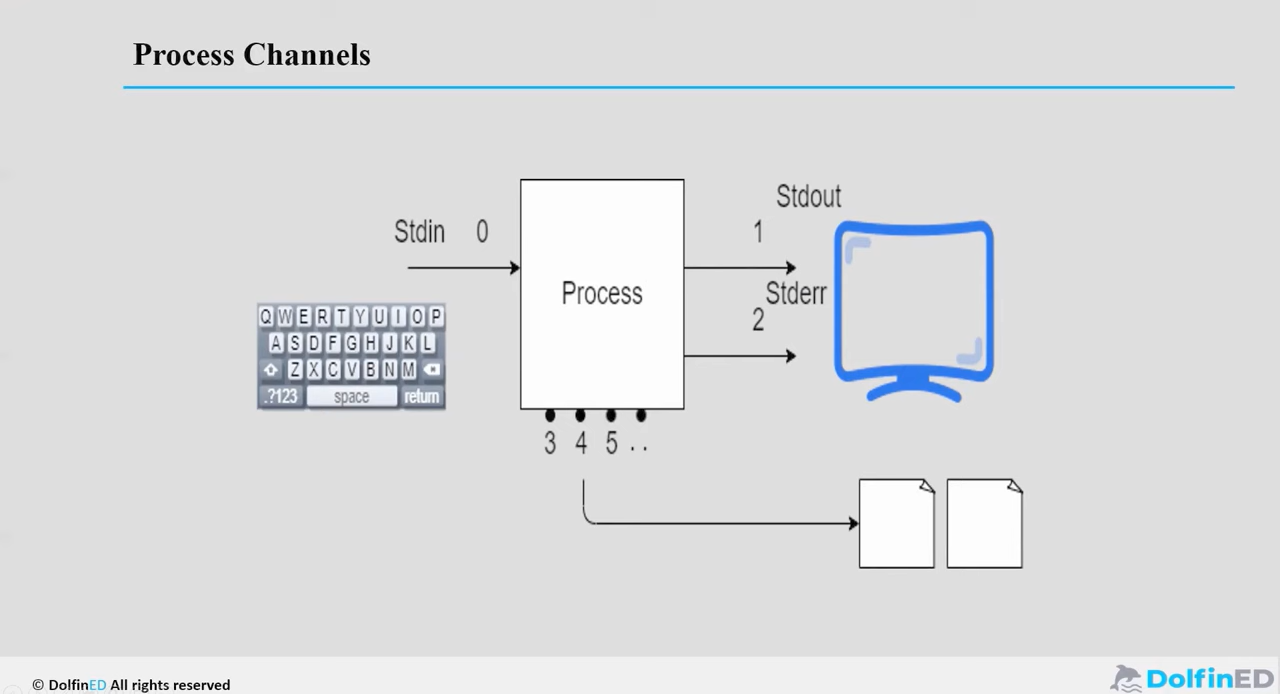 Process Channels
Stdout
Stdin 0
1
Process
Stderr
2
Q W E R T Y U I O P
A S D F G H J K L
Z X C V B N M
.?123 space return
3 4 5 . .
© DolfinED All rights reserved
DolfinED